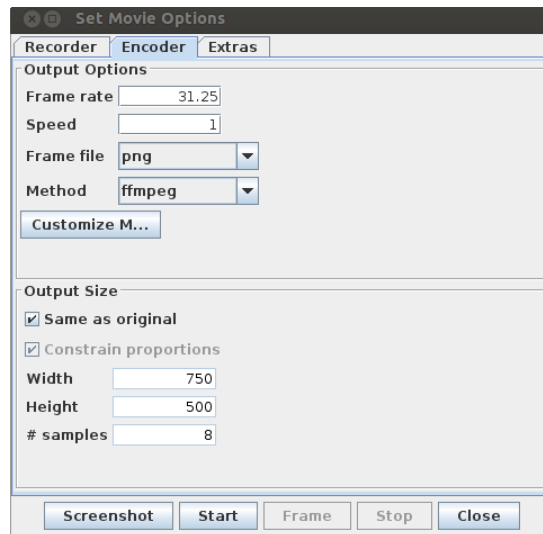 Set Movie Options
Recorder Encoder Extras
Output Options
Frame rate 31.25
Speed 1
Frame file png
Method ffmpeg
Customize M...
Output Size
Same as original
Constrain proportions
Width 750
Height 500
# samples 8
Screenshot Start Frame Stop Close